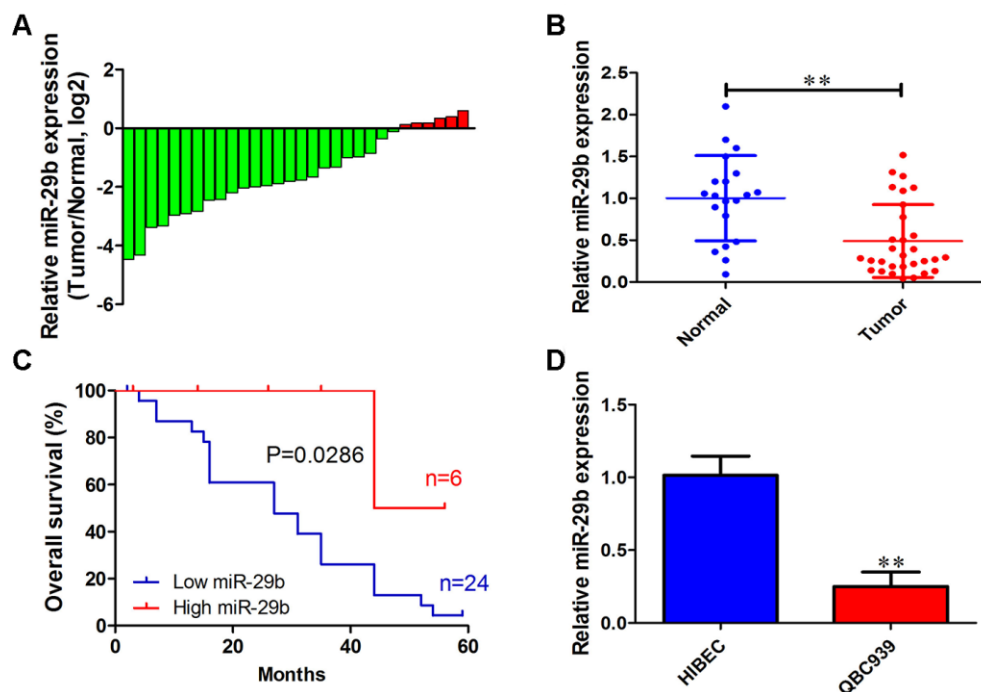 A
Relative miR-29b expression
(Tumor/Normal, log2)
2
0
-2
-4
-6
B
Relative miR-29b expression
2.5
2.0
1.5
1.0
0.5
0.0
**
Normal
Tumor
C
Overall survival (%)
100
80
60
40
20
0
P=0.0286
n=6
n=24
Low miR-29b
High miR-29b
0
20
40
60
Months
D
Relative miR-29b expression
1.5
1.0
0.5
0.0
**
HIBEC
QBC939